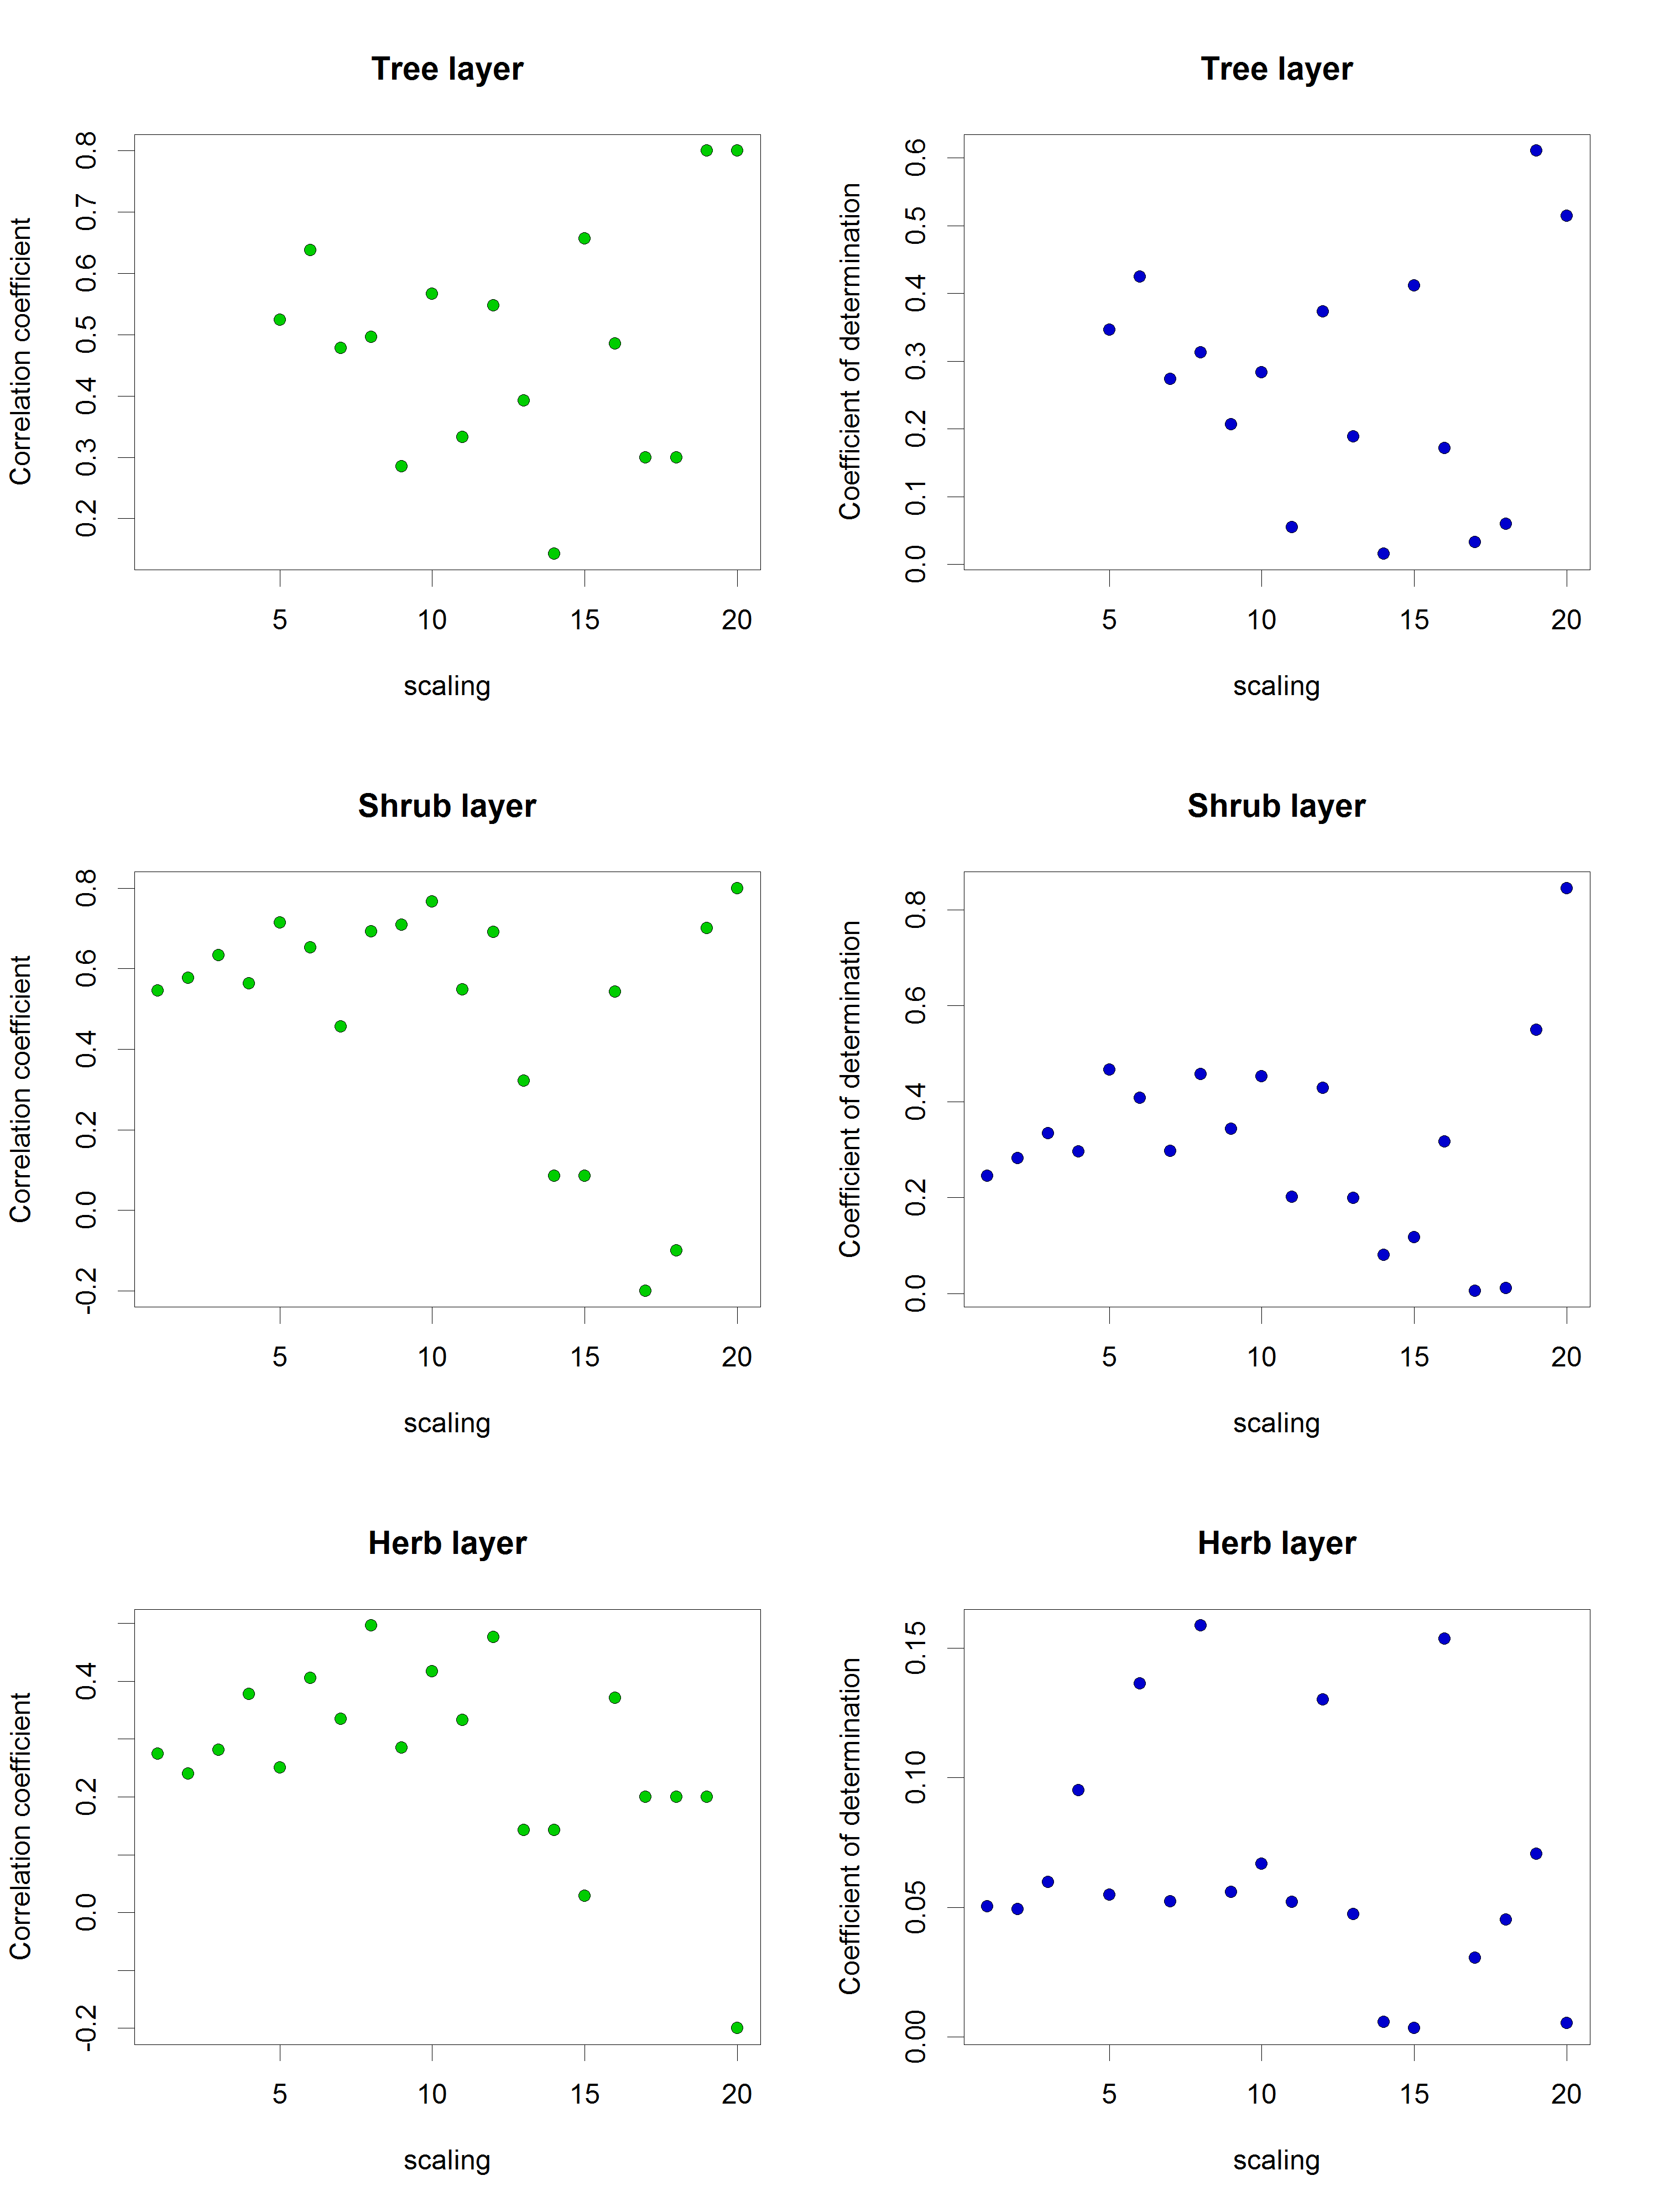 Tree layer
Correlation coefficient
0.8
0.7
0.6
0.5
0.4
0.3
0.2
5 10 15 20
scaling
Tree layer
Coefficient of determination
0.6
0.5
0.4
0.3
0.2
0.1
0.0
5 10 15 20
scaling
Shrub layer
Correlation coefficient
0.8
0.6
0.4
0.2
0.0
-0.2
5 10 15 20
scaling
Shrub layer
Coefficient of determination
0.8
0.6
0.4
0.2
0.0
5 10 15 20
scaling
Herb layer
Correlation coefficient
0.4
0.2
0.0
-0.2
5 10 15 20
scaling
Herb layer
Coefficient of determination
0.15
0.10
0.05
0.00
5 10 15 20
scaling